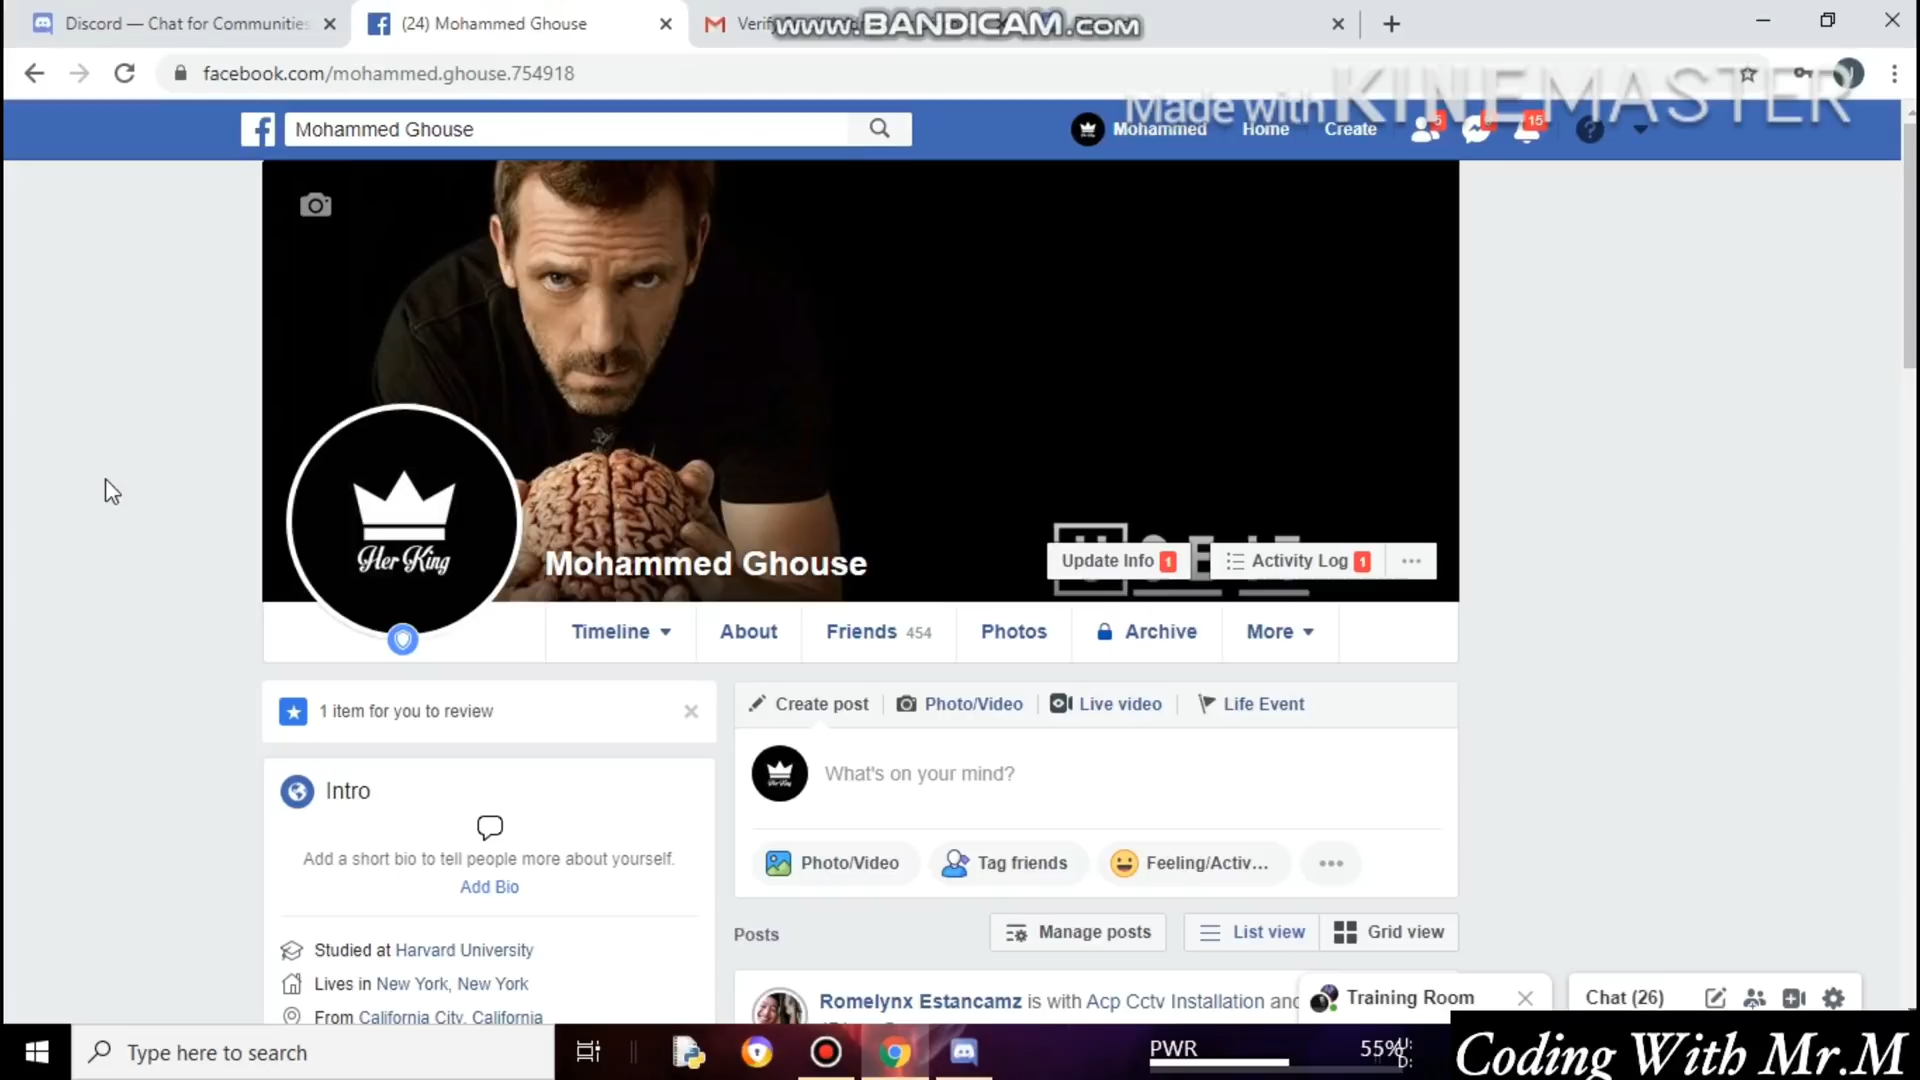 Discord — Chat for Communities
(24) Mohammed Ghouse
Verif
www.BANDICAM.com
facebook.com/mohammed.ghouse.754918
Made with KINEMASTER
Mohammed Ghouse
Mohammed
Home
Create
5
15
Her King
Mohammed Ghouse
Update Info 1
Activity Log 1
Timeline
About
Friends 454
Photos
Archive
More
1 item for you to review
Create post
Photo/Video
Live video
Life Event
What's on your mind?
Intro
Add a short bio to tell people more about yourself.
Add Bio
Photo/Video
Tag friends
Feeling/Activ...
Posts
Manage posts
List view
Grid view
Studied at Harvard University
Lives in New York, New York
From California City, California
Romelynx Estancamz is with Acp Cctv Installation and
Training Room
Chat (26)
Type here to search
PWR
55%
U:
D:
Coding With Mr.M